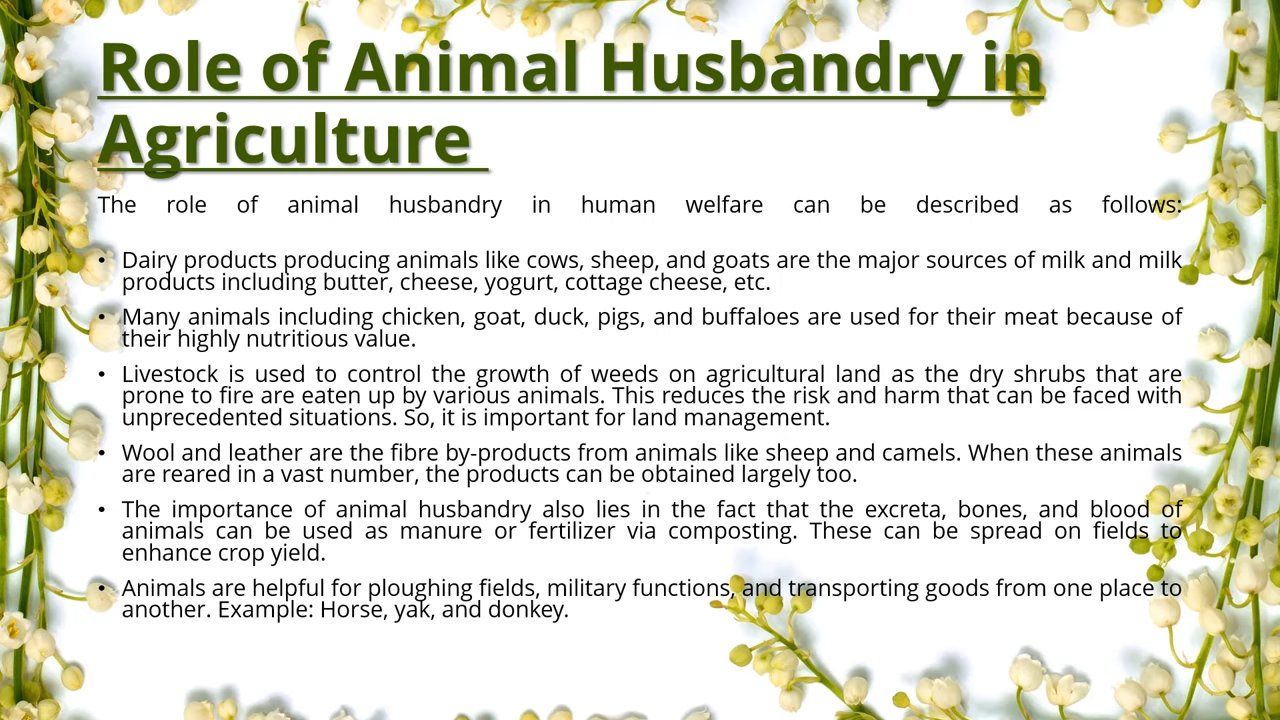 Role of Animal Husbandry in
Agriculture
The role of animal husbandry in human welfare can be described as follows:
• Dairy products producing animals like cows, sheep, and goats are the major sources of milk and milk
products including butter, cheese, yogurt, cottage cheese, etc.
• Many animals including chicken, goat, duck, pigs, and buffaloes are used for their meat because of
their highly nutritious value.
• Livestock is used to control the growth of weeds on agricultural land as the dry shrubs that are
prone to fire are eaten up by various animals. This reduces the risk and harm that can be faced with
unprecedented situations. So, it is important for land management.
• Wool and leather are the fibre by-products from animals like sheep and camels. When these animals
are reared in a vast number, the products can be obtained largely too.
• The importance of animal husbandry also lies in the fact that the excreta, bones, and blood of
animals can be used as manure or fertilizer via composting. These can be spread on fields to
enhance crop yield.
• Animals are helpful for ploughing fields, military functions, and transporting goods from one place to
another. Example: Horse, yak, and donkey.